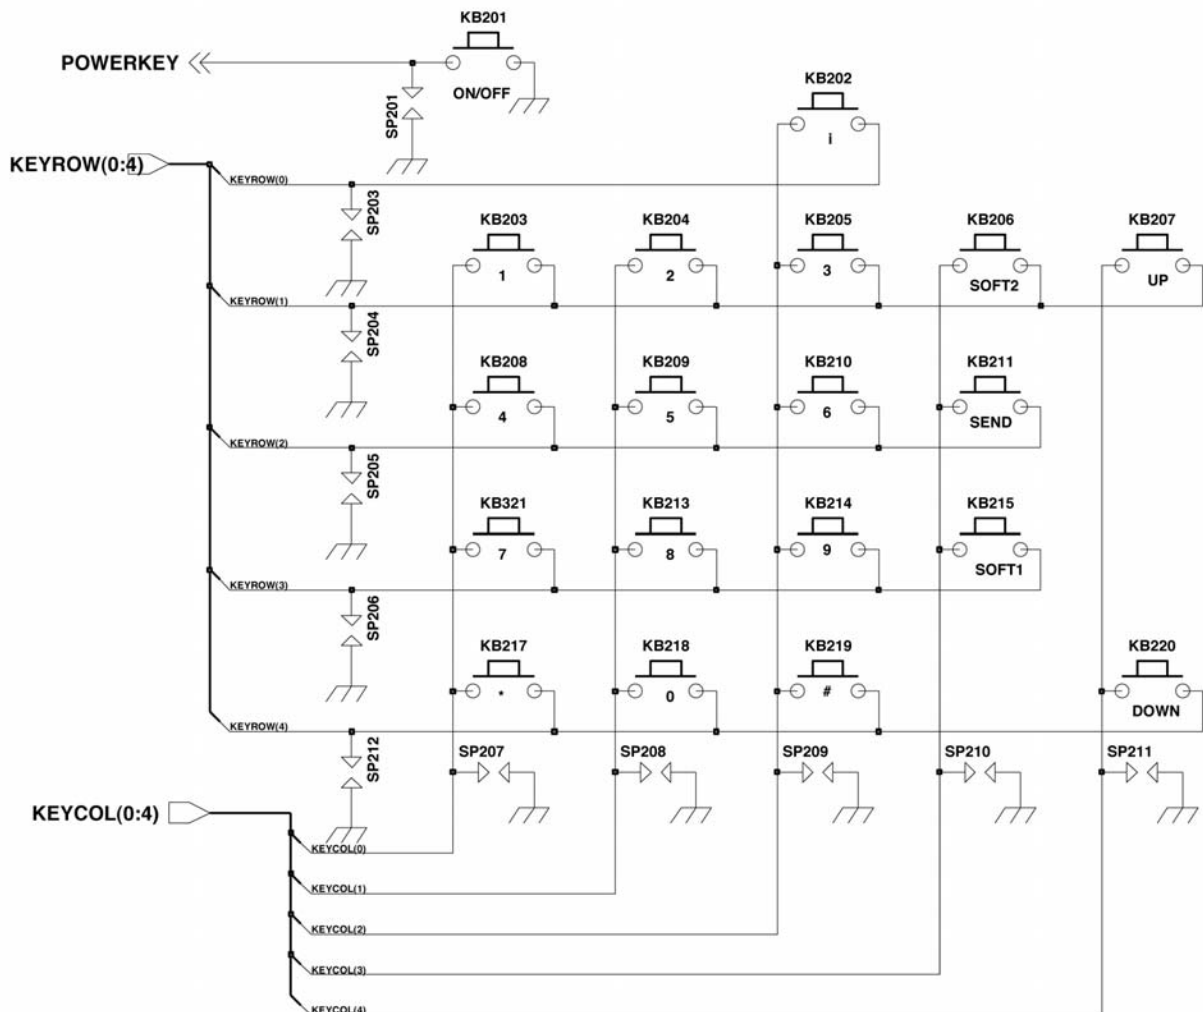 KB201
POWERKEY
ON/OFF
SP201
KB202
i
KEYROW(0:4)
KEYROW(0)
SP203
KB203
KB204
KB205
KB206
KB207
1
2
3
SOFT2
UP
KEYROW(1)
SP204
KB208
KB209
KB210
KB211
4
5
6
SEND
KEYROW(2)
SP205
KB321
KB213
KB214
KB215
7
8
9
SOFT1
KEYROW(3)
SP206
KB217
KB218
KB219
KB220
*
0
#
DOWN
KEYROW(4)
SP212
SP207
SP208
SP209
SP210
SP211
KEYCOL(0:4)
KEYCOL(0)
KEYCOL(1)
KEYCOL(2)
KEYCOL(3)
KEYCOL(4)